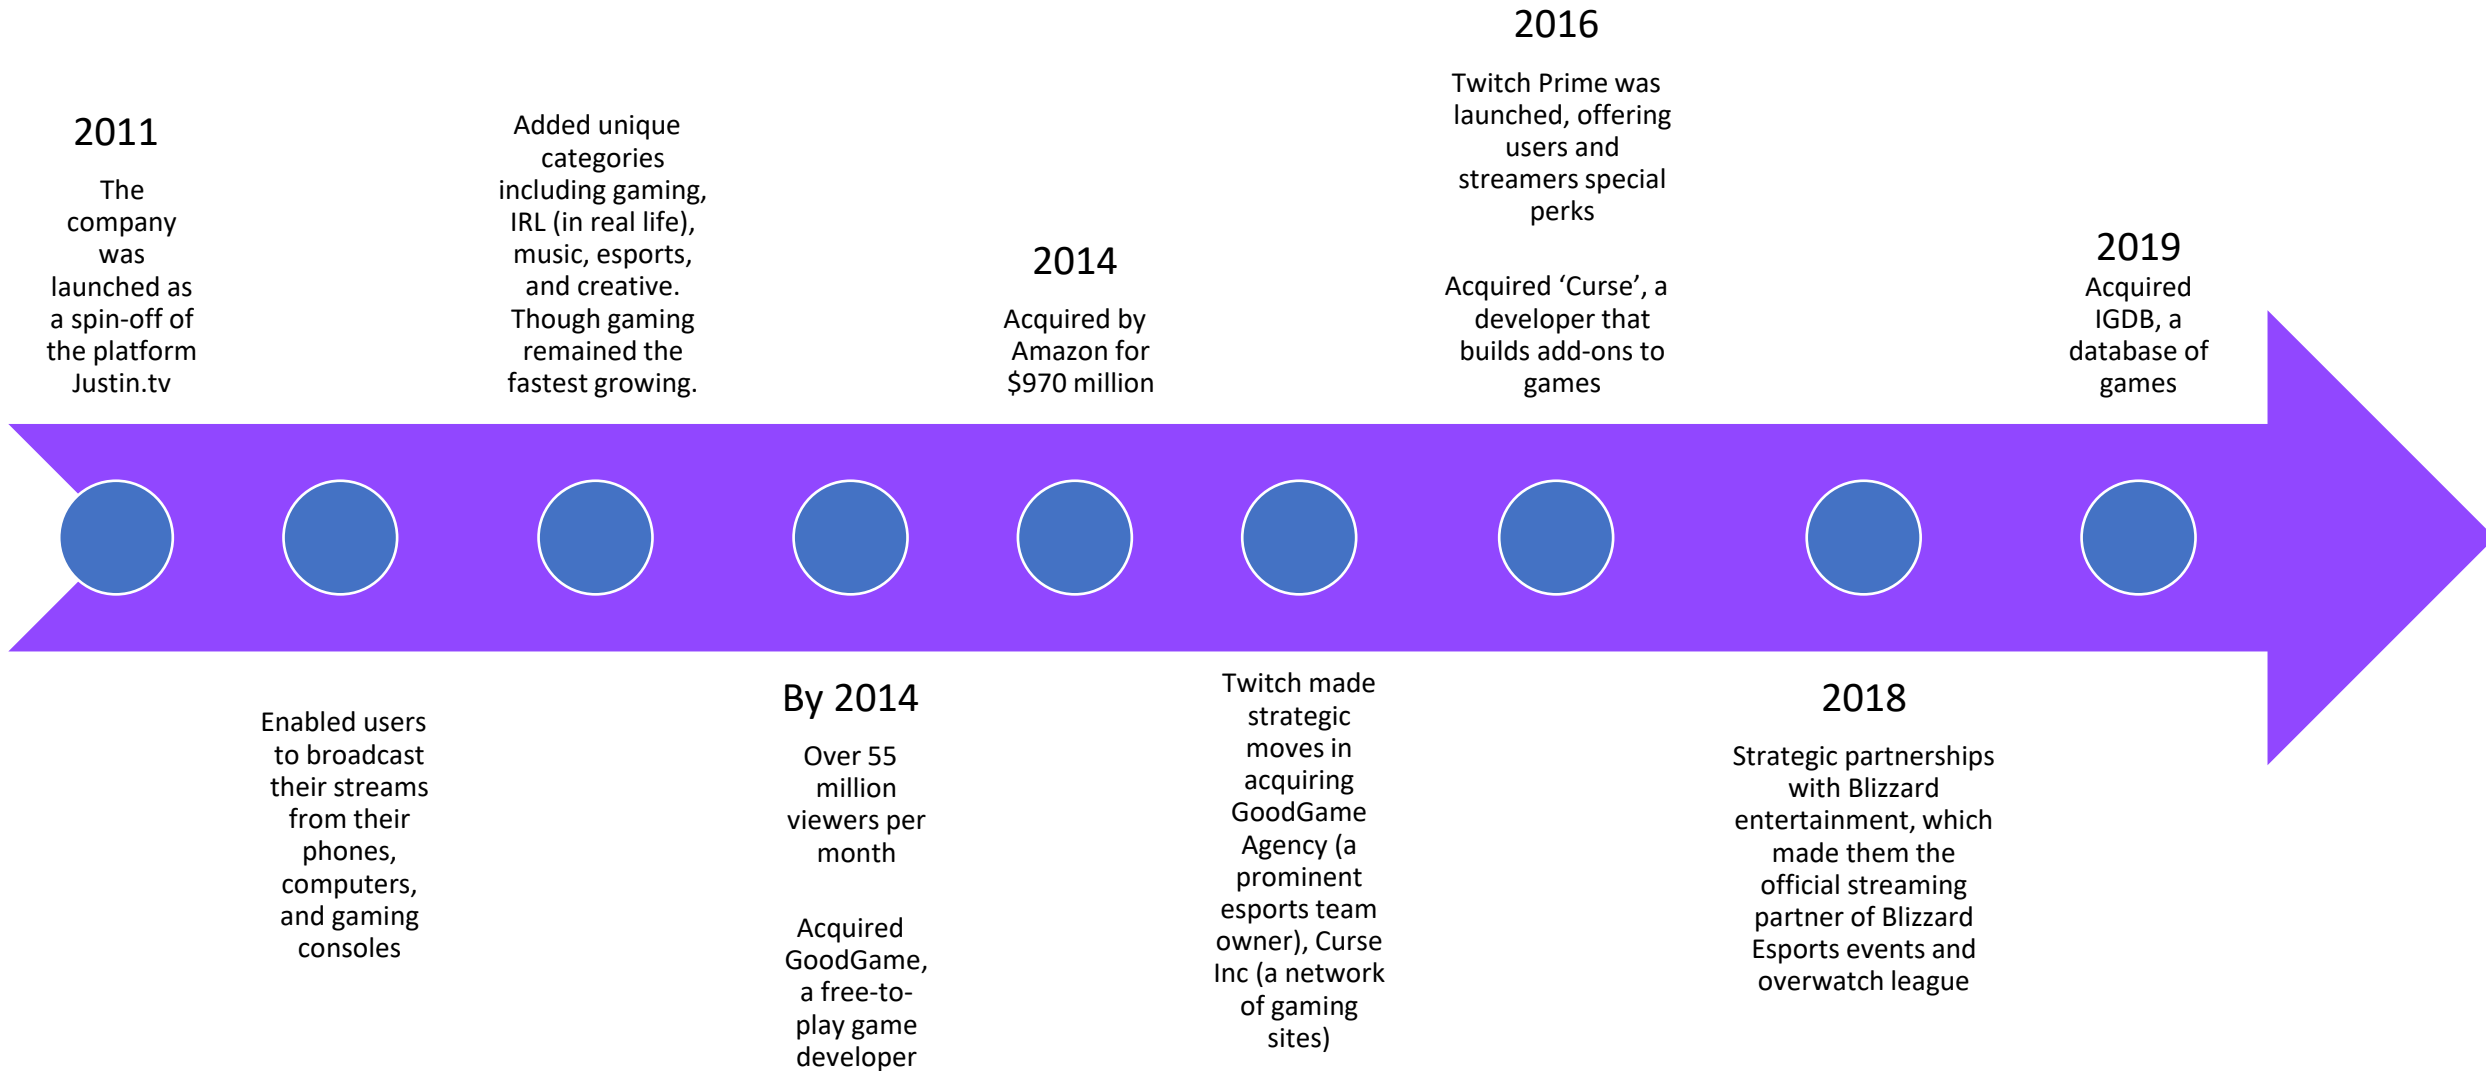 2011
The
company
was
launched as
a spin-off of
the platform
Justin.tv
Enabled users
to broadcast
their streams
from their
phones,
computers,
and gaming
consoles
Added unique
categories
including gaming,
IRL (in real life),
music, esports,
and creative.
Though gaming
remained the
fastest growing.
By 2014
Over 55
million
viewers per
month
Acquired
GoodGame,
a free-to-
play game
developer
2014
Acquired by
Amazon for
$970 million
Twitch made
strategic
moves in
acquiring
GoodGame
Agency (a
prominent
esports team
owner), Curse
Inc (a network
of gaming
sites)
2016
Twitch Prime was
launched, offering
users and
streamers special
perks
Acquired ‘Curse’, a
developer that
builds add-ons to
games
2018
Strategic partnerships
with Blizzard
entertainment, which
made them the
official streaming
partner of Blizzard
Esports events and
overwatch league
2019
Acquired
IGDB, a
database of
games